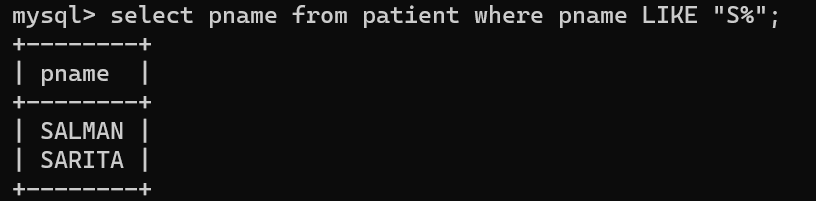 mysql> select pname from patient where pname LIKE "S%";
+--------+
| pname  |
+--------+
| SALMAN |
| SARITA |
+--------+